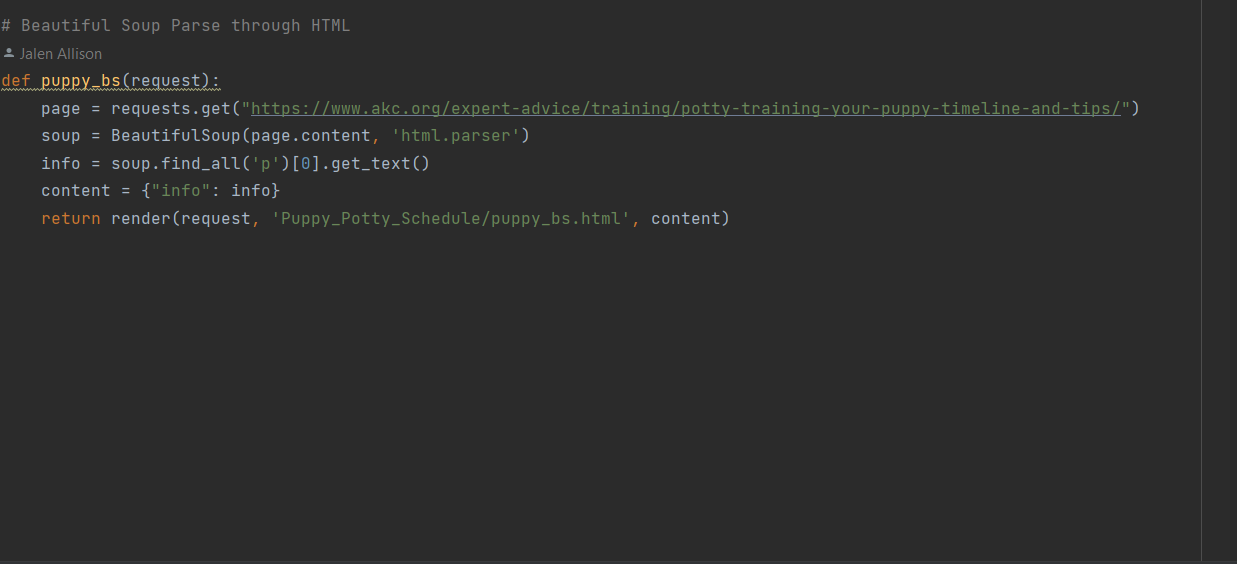 # Beautiful Soup Parse through HTML
Jalen Allison
def puppy_bs(request):
    page = requests.get("https://www.akc.org/expert-advice/training/potty-training-your-puppy-timeline-and-tips/")
    soup = BeautifulSoup(page.content, 'html.parser')
    info = soup.find_all('p')[0].get_text()
    content = {"info": info}
    return render(request, 'Puppy_Potty_Schedule/puppy_bs.html', content)